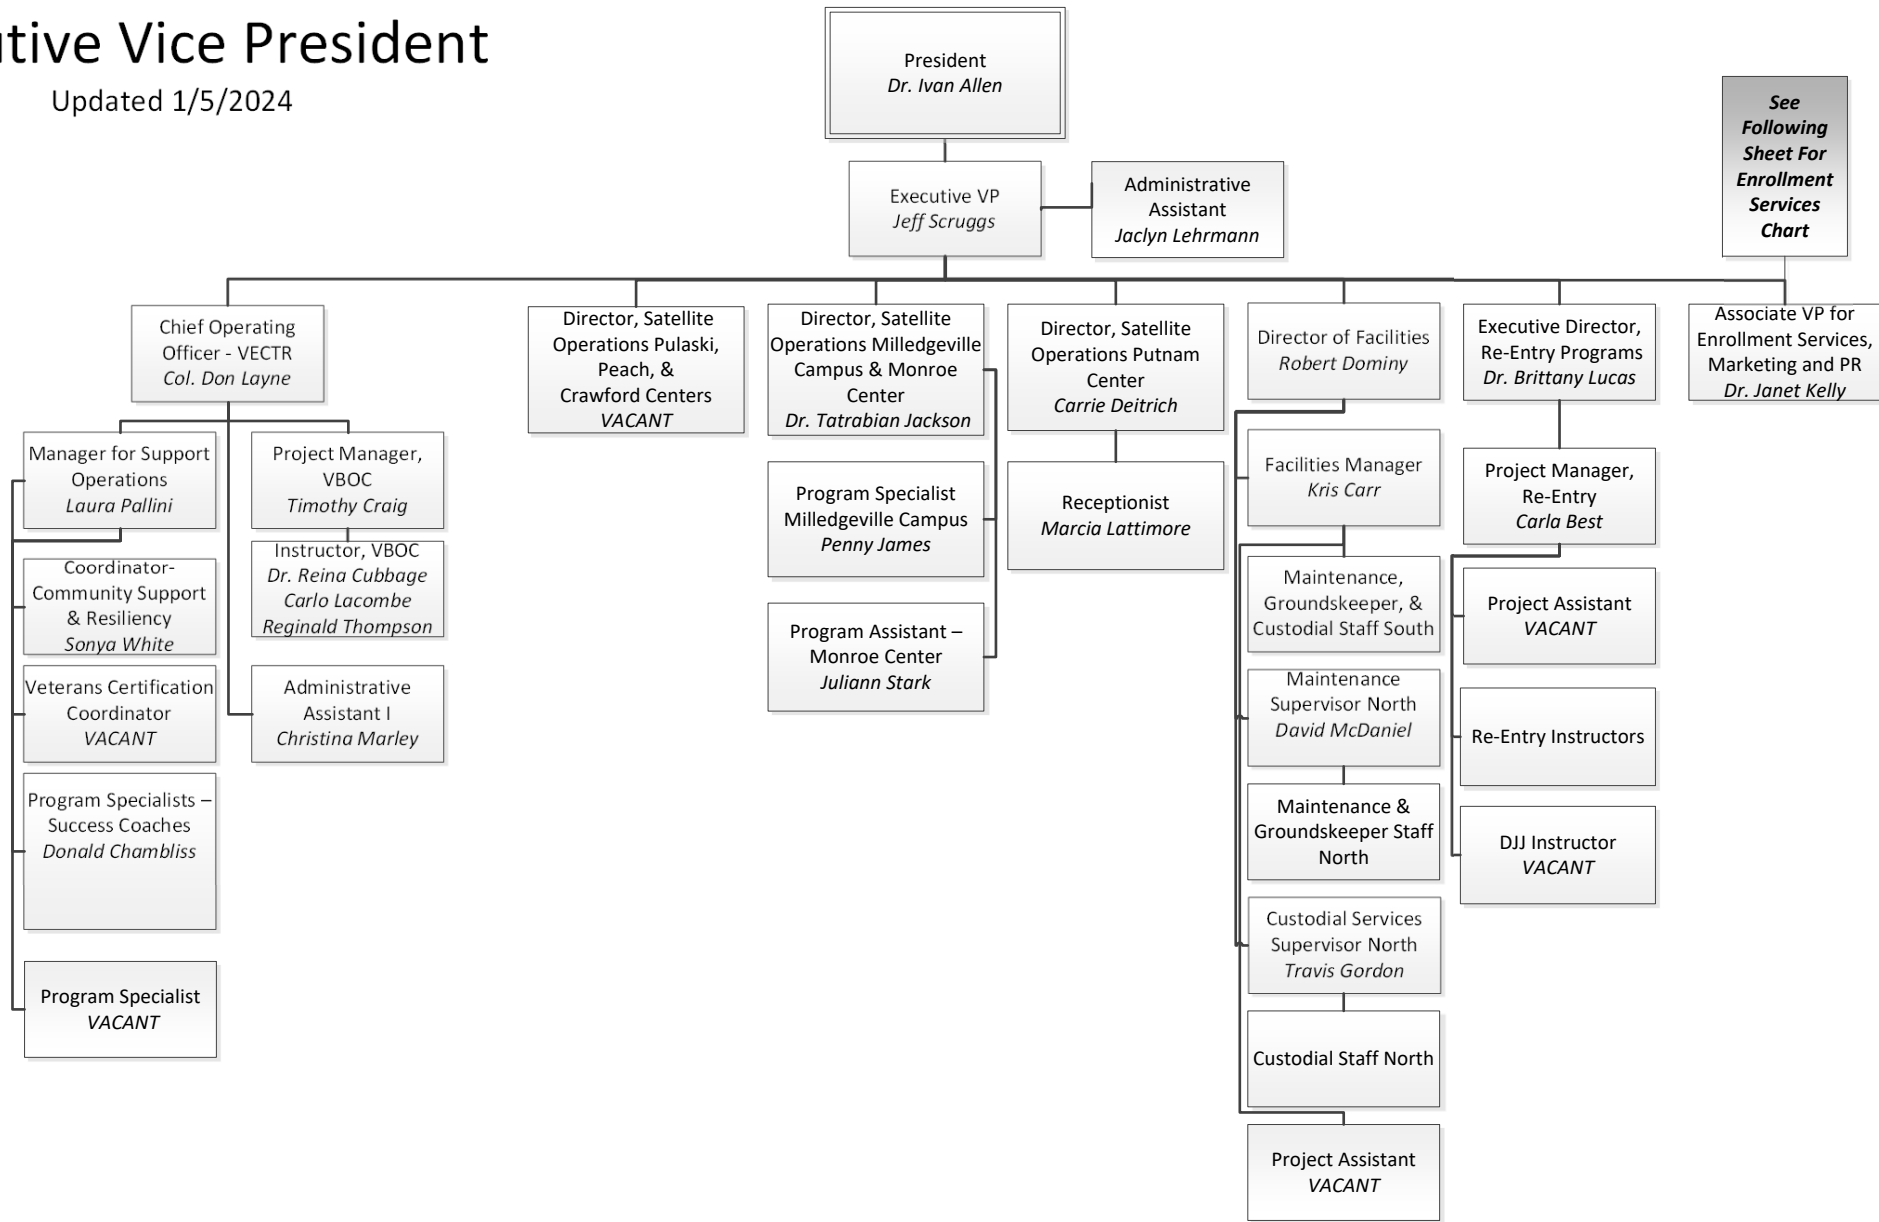 utive Vice President
Updated 1/5/2024
President
Dr. Ivan Allen
Executive VP
Jeff Scruggs
Administrative
Assistant
Jaclyn Lehrmann
See
Following
Sheet For
Enrollment
Services
Chart
Chief Operating
Officer - VECTR
Col. Don Layne
Director, Satellite
Operations Pulaski,
Peach, &
Crawford Centers
VACANT
Director, Satellite
Operations Milledgeville
Campus & Monroe
Center
Dr. Tatrabian Jackson
Director, Satellite
Operations Putnam
Center
Carrie Deitrich
Director of Facilities
Robert Dominy
Executive Director,
Re-Entry Programs
Dr. Brittany Lucas
Associate VP for
Enrollment Services,
Marketing and PR
Dr. Janet Kelly
Manager for Support
Operations
Laura Pallini
Project Manager,
VBOC
Timothy Craig
Program Specialist
Milledgeville Campus
Penny James
Receptionist
Marcia Lattimore
Facilities Manager
Kris Carr
Project Manager,
Re-Entry
Carla Best
Coordinator-
Community Support
& Resiliency
Sonya White
Instructor, VBOC
Dr. Reina Cubbage
Carlo Lacombe
Reginald Thompson
Program Assistant –
Monroe Center
Juliann Stark
Maintenance,
Groundskeeper, &
Custodial Staff South
Project Assistant
VACANT
Veterans Certification
Coordinator
VACANT
Administrative
Assistant I
Christina Marley
Maintenance
Supervisor North
David McDaniel
Re-Entry Instructors
Program Specialists –
Success Coaches
Donald Chambliss
Maintenance &
Groundskeeper Staff
North
DJJ Instructor
VACANT
Custodial Services
Supervisor North
Travis Gordon
Program Specialist
VACANT
Custodial Staff North
Project Assistant
VACANT